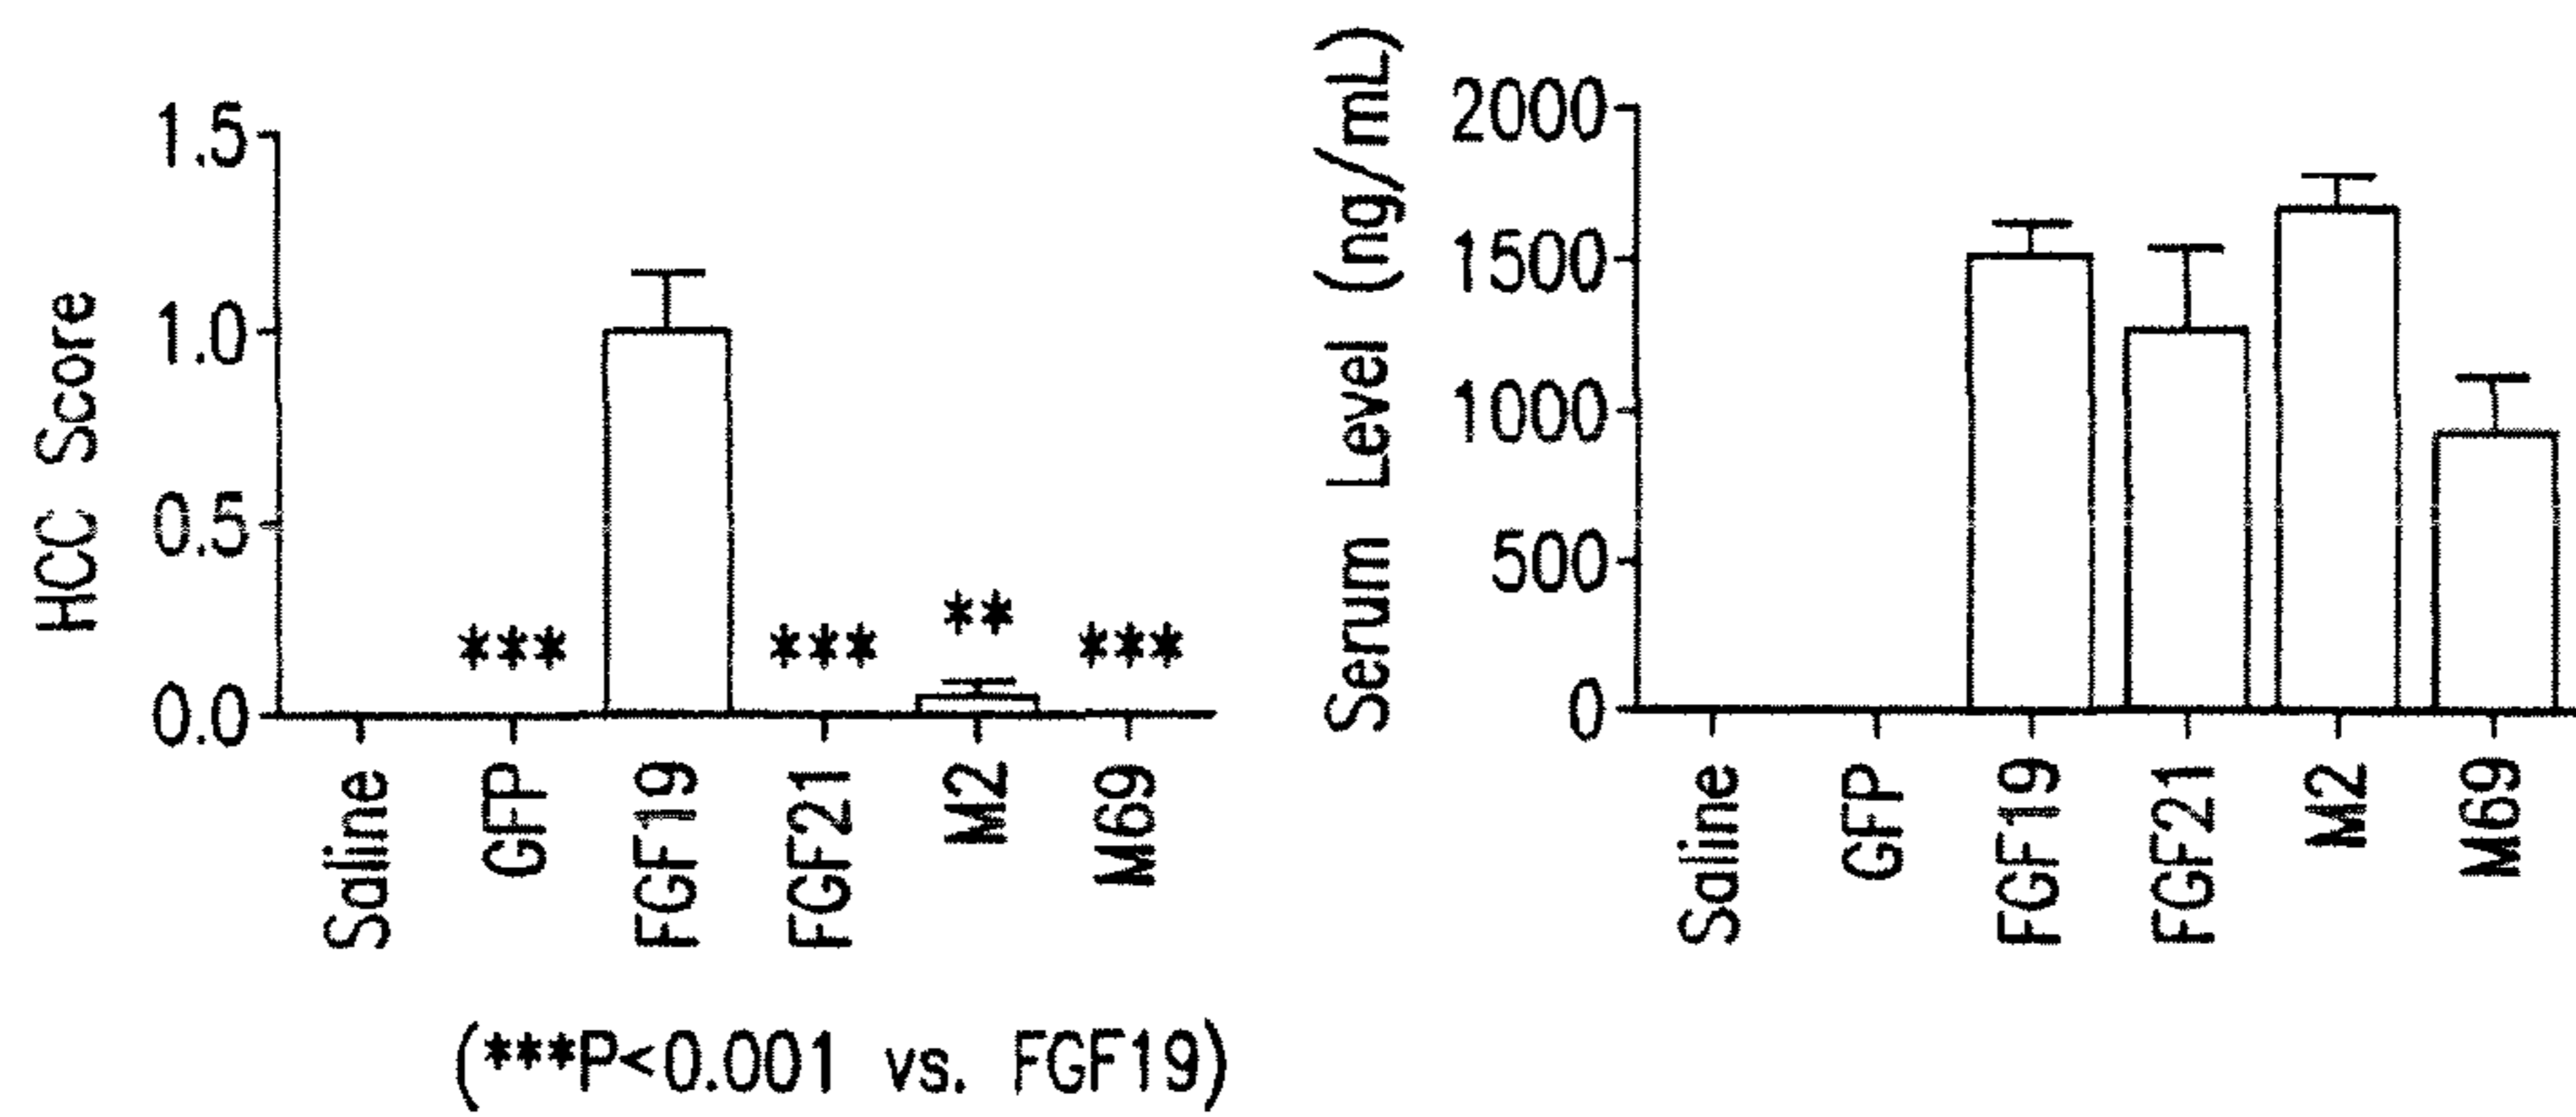 HCC Score
1.5
1.0
0.5
0.0
***
***
**
***
Saline
GFP
FGF19
FGF21
M2
M69
(***P<0.001 vs. FGF19)
Serum Level (ng/mL)
2000
1500
1000
500
0
Saline
GFP
FGF19
FGF21
M2
M69